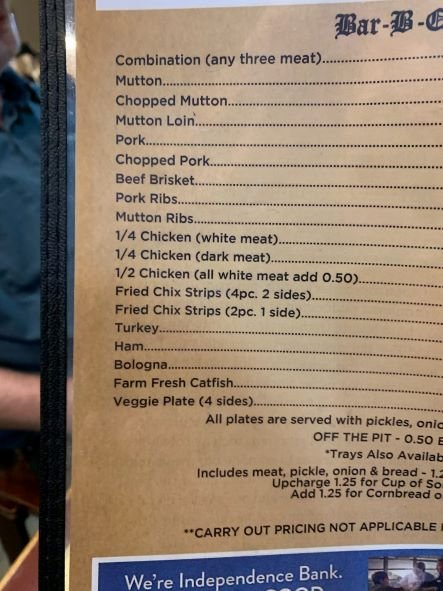 Bar-B-Q
Combination (any three meat)
Mutton
Chopped Mutton
Mutton Loin
Pork
Chopped Pork
Beef Brisket
Pork Ribs
Mutton Ribs
1/4 Chicken (white meat)
1/4 Chicken (dark meat)
1/2 Chicken (all white meat add 0.50)
Fried Chix Strips (4pc. 2 sides)
Fried Chix Strips (2pc. 1 side)
Turkey
Ham
Bologna
Farm Fresh Catfish
Veggie Plate (4 sides)
All plates are served with pickles,
OFF THE PIT - 0.50
*Trays Also
Includes meat, pickle, onion & bread -
Upcharge 1.25 for Cup of
Add 1.25 for Cornbread
**CARRY OUT PRICING NOT APPLICABLE
We're Independence Bank.